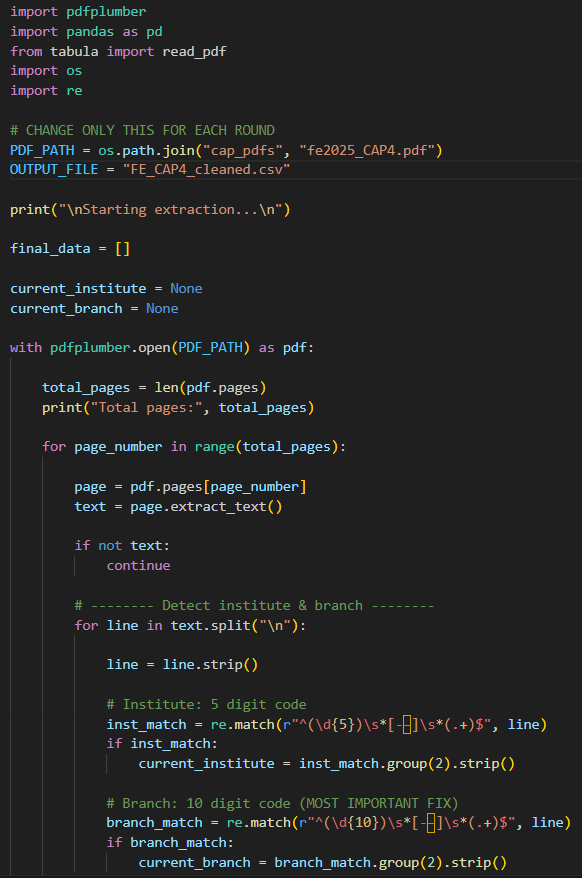 import pdfplumber
import pandas as pd
from tabula import read_pdf
import os
import re
# CHANGE ONLY THIS FOR EACH ROUND
PDF_PATH = os.path.join("cap_pdfs", "fe2025_CAP4.pdf")
OUTPUT_FILE = "FE_CAP4_cleaned.csv"
print("\nStarting extraction...\n")
final_data = []
current_institute = None
current_branch = None
with pdfplumber.open(PDF_PATH) as pdf:
    total_pages = len(pdf.pages)
    print("Total pages:", total_pages)
    for page_number in range(total_pages):
        page = pdf.pages[page_number]
        text = page.extract_text()
        if not text:
            continue
        # -------- Detect institute & branch --------
        for line in text.split("\n"):
            line = line.strip()
            # Institute: 5 digit code
            inst_match = re.match(r"^(\d{5})\s*[-–]\s*(.+)$", line)
            if inst_match:
                current_institute = inst_match.group(2).strip()
            # Branch: 10 digit code (MOST IMPORTANT FIX)
            branch_match = re.match(r"^(\d{10})\s*[-–]\s*(.+)$", line)
            if branch_match:
                current_branch = branch_match.group(2).strip()